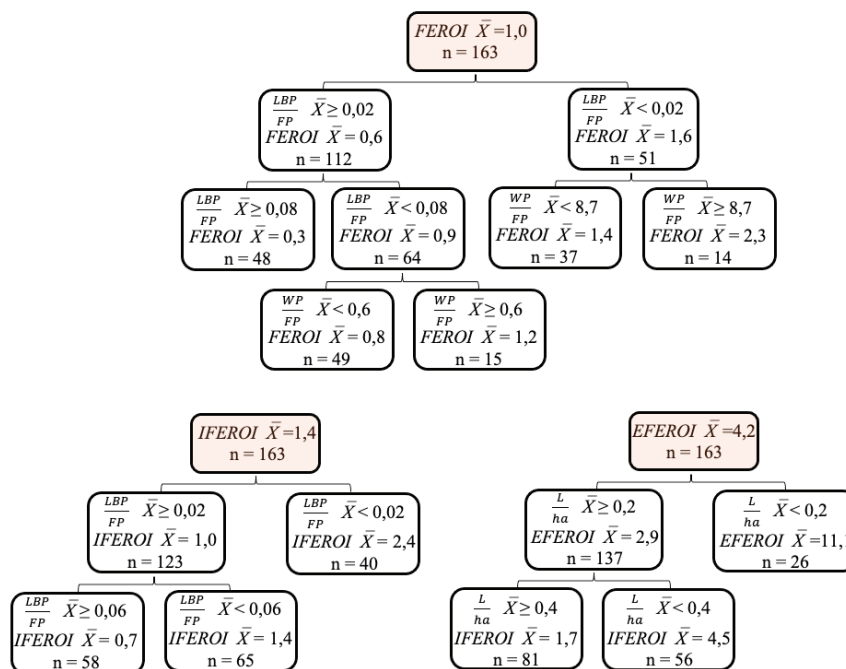 FEROI X̄ =1,0
n = 163
LBP/FP X̄ ≥ 0,02
FEROI X̄ = 0,6
n = 112
LBP/FP X̄ < 0,02
FEROI X̄ = 1,6
n = 51
LBP/FP X̄ ≥ 0,08
FEROI X̄ = 0,3
n = 48
LBP/FP X̄ < 0,08
FEROI X̄ = 0,9
n = 64
WP/FP X̄ < 8,7
FEROI X̄ = 1,4
n = 37
WP/FP X̄ ≥ 8,7
FEROI X̄ = 2,3
n = 14
WP/FP X̄ < 0,6
FEROI X̄ = 0,8
n = 49
WP/FP X̄ ≥ 0,6
FEROI X̄ = 1,2
n = 15
IFEROI X̄ =1,4
n = 163
LBP/FP X̄ ≥ 0,02
IFEROI X̄ = 1,0
n = 123
LBP/FP X̄ < 0,02
IFEROI X̄ = 2,4
n = 40
LBP/FP X̄ ≥ 0,06
IFEROI X̄ = 0,7
n = 58
LBP/FP X̄ < 0,06
IFEROI X̄ = 1,4
n = 65
EFEROI X̄ =4,2
n = 163
L/ha X̄ ≥ 0,2
EFEROI X̄ = 2,9
n = 137
L/ha X̄ < 0,2
EFEROI X̄ =11,
n = 26
L/ha X̄ ≥ 0,4
IFEROI X̄ = 1,7
n = 81
L/ha X̄ < 0,4
IFEROI X̄ = 4,5
n = 56